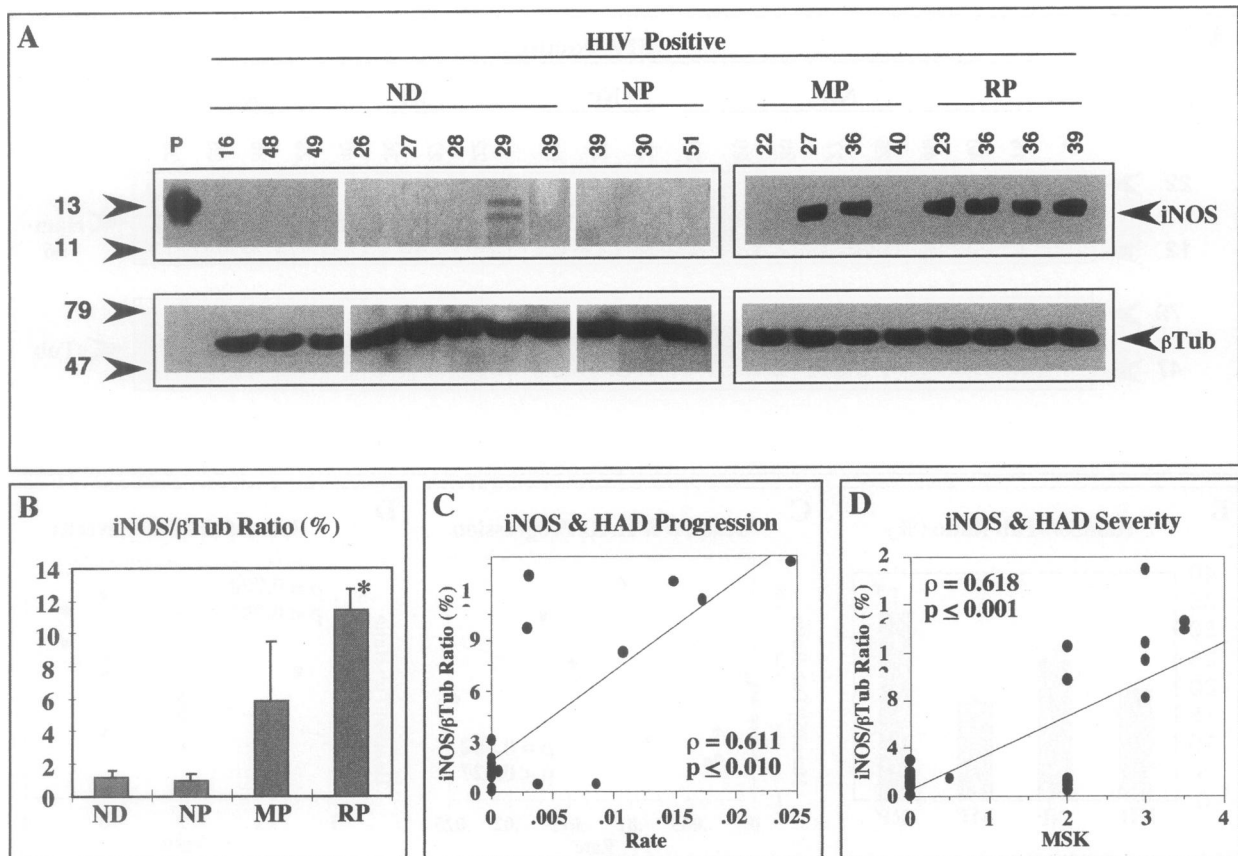 A
HIV Positive
ND NP MP RP
P 16 48 49 26 27 28 29 39 39 30 51 22 27 36 40 23 36 36 39
13
iNOS
11
79
βTub
47
B
iNOS/βTub Ratio (%)
14
12
10
8
6
4
2
0
*
ND NP MP RP
C
iNOS & HAD Progression
iNOS/βTub Ratio (%)
1
9
6
3
0
ρ = 0.611
p ≤ 0.010
0 .005 .01 .015 .02 .025
Rate
D
iNOS & HAD Severity
iNOS/βTub Ratio (%)
2
1
1
8
4
0
ρ = 0.618
p ≤ 0.001
0 1 2 3 4
MSK